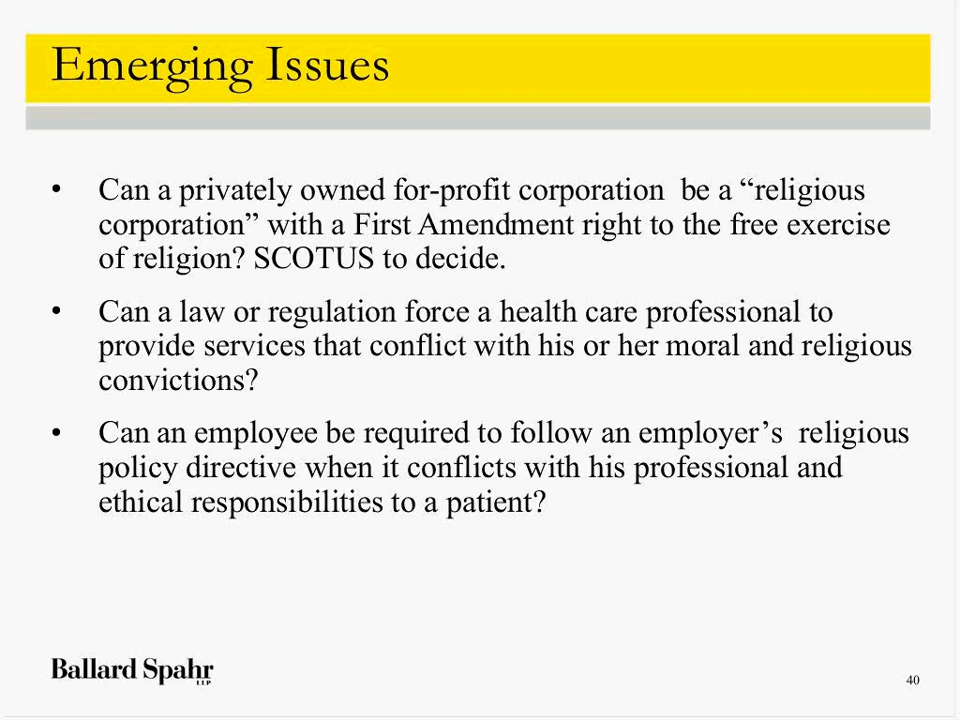 Emerging Issues
• Can a privately owned for-profit corporation  be a “religious
corporation” with a First Amendment right to the free exercise
of religion? SCOTUS to decide.
• Can a law or regulation force a health care professional to
provide services that conflict with his or her moral and religious
convictions?
• Can an employee be required to follow an employer’s  religious
policy directive when it conflicts with his professional and
ethical responsibilities to a patient?
Ballard Spahr
LLP
40